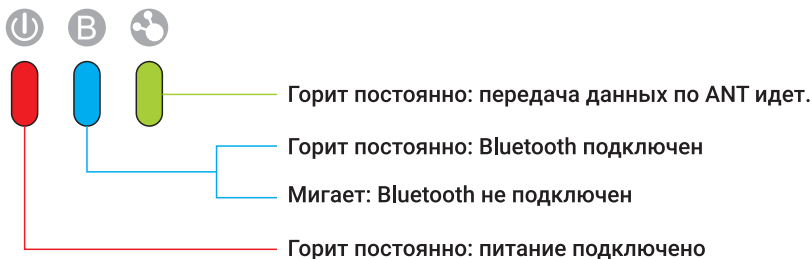 B
Горит постоянно: передача данных по ANT идет.
Горит постоянно: Bluetooth подключен
Мигает: Bluetooth не подключен
Горит постоянно: питание подключено